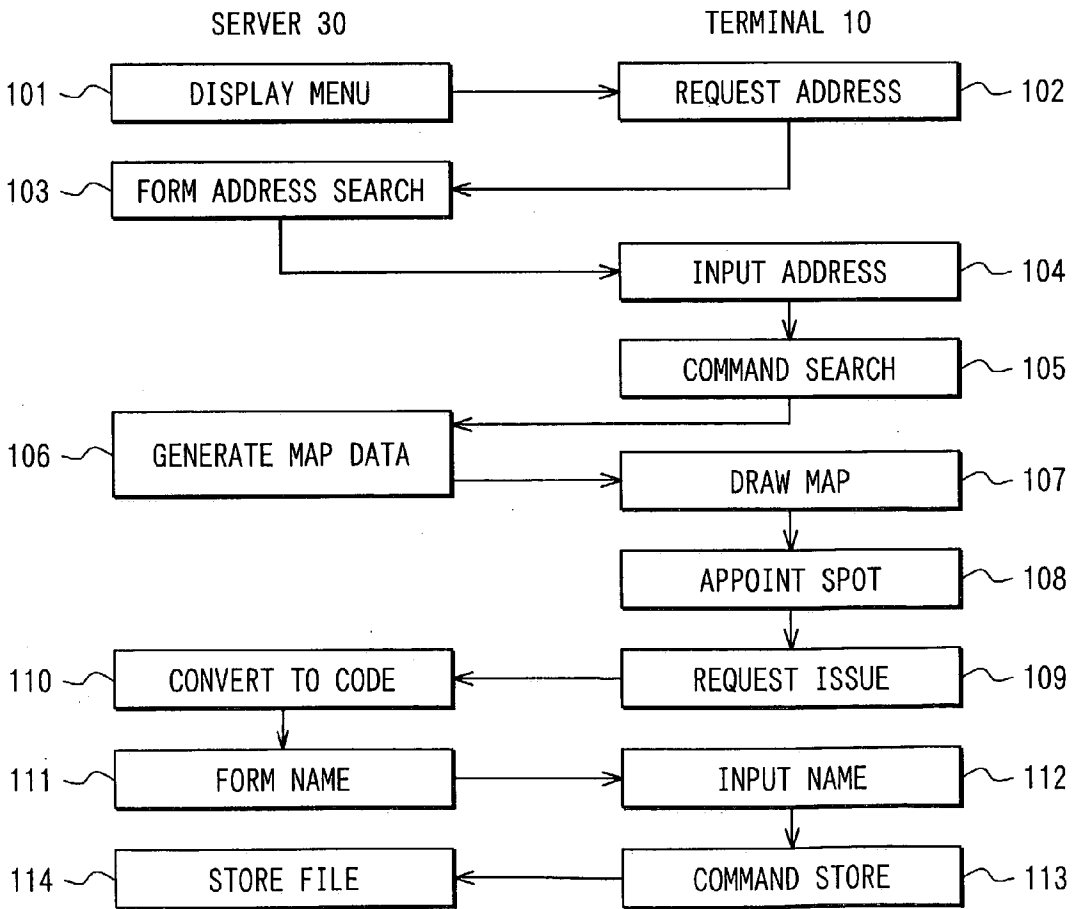 SERVER 30 TERMINAL 10
101 DISPLAY MENU REQUEST ADDRESS 102
103 FORM ADDRESS SEARCH
INPUT ADDRESS 104
COMMAND SEARCH 105
106 GENERATE MAP DATA
DRAW MAP 107
APPOINT SPOT 108
110 CONVERT TO CODE REQUEST ISSUE 109
111 FORM NAME INPUT NAME 112
114 STORE FILE COMMAND STORE 113